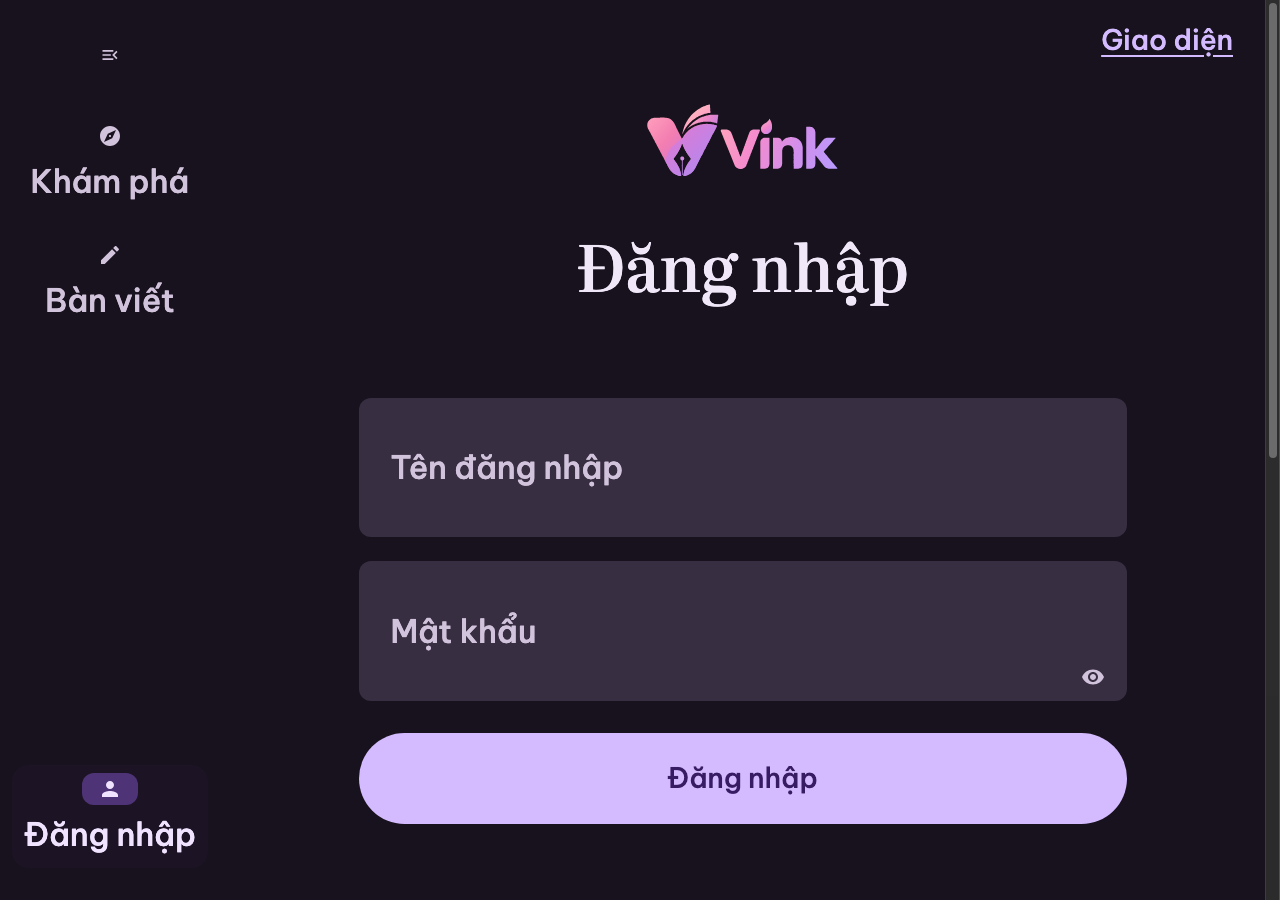 Giao diện
Khám phá
Bàn viết
Vink
Đăng nhập
Tên đăng nhập
Mật khẩu
Đăng nhập
Đăng nhập